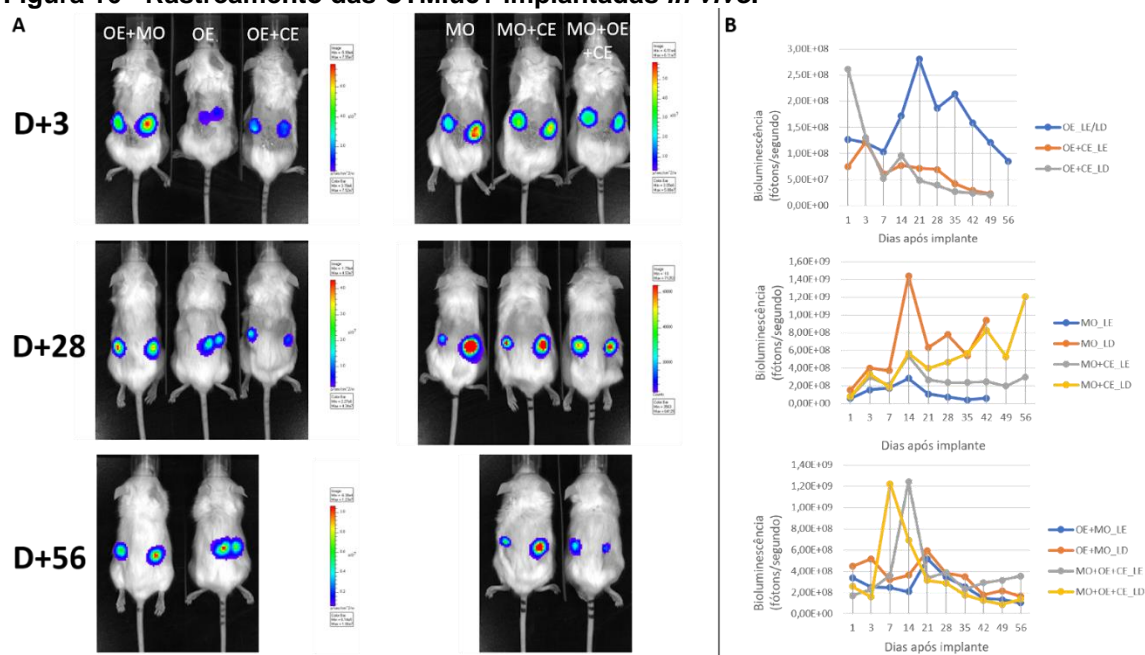 Figura 10 - Rastreamento das CTMluc+ implantadas in vivo.
A
OE+MO
OE
OE+CE
MO
MO+CE
MO+OE
+CE
D+3
D+28
D+56
B
Bioluminescência
(fótons/segundo)
3,00E+08
2,50E+08
2,00E+08
1,50E+08
1,00E+08
5,00E+07
0,00E+00
1 3 7 14 21 28 35 42 49 56
Dias após implante
OE_LE/LD
OE+CE_LE
OE+CE_LD
Bioluminescência
(fótons/segundo)
1,60E+09
1,40E+09
1,20E+09
1,00E+09
8,00E+08
6,00E+08
4,00E+08
2,00E+08
0,00E+00
1 3 7 14 21 28 35 42 49 56
Dias após implante
MO_LE
MO_LD
MO+CE_LE
MO+CE_LD
Bioluminescência
(fótons/segundo)
1,40E+09
1,20E+09
1,00E+09
8,00E+08
6,00E+08
4,00E+08
2,00E+08
0,00E+00
1 3 7 14 21 28 35 42 49 56
Dias após implante
OE+MO_LE
OE+MO_LD
MO+OE+CE_LE
MO+OE+CE_LD